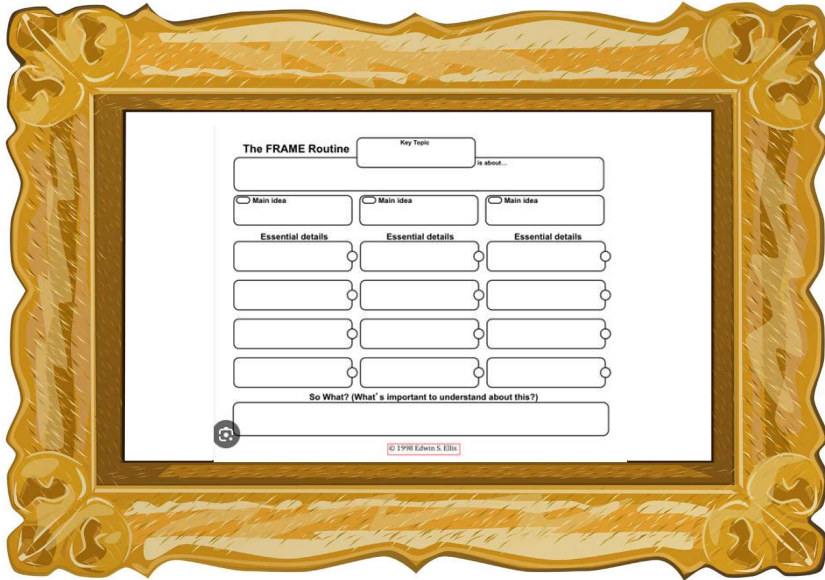 Key Topic
The FRAME Routine
is about...
Main idea Main idea Main idea
Essential details Essential details Essential details
So What? (What's important to understand about this?)
© 1998 Edwin S. Ellis